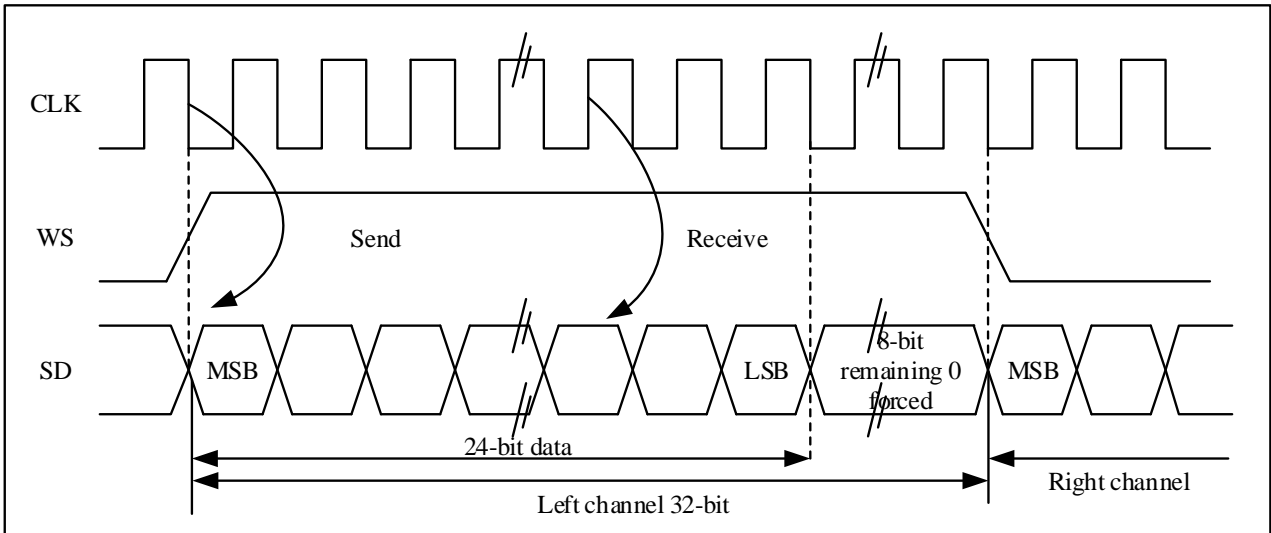 CLK
WS
Send
Receive
SD
MSB
LSB
8-bit
remaining 0
forced
MSB
24-bit data
Left channel 32-bit
Right channel